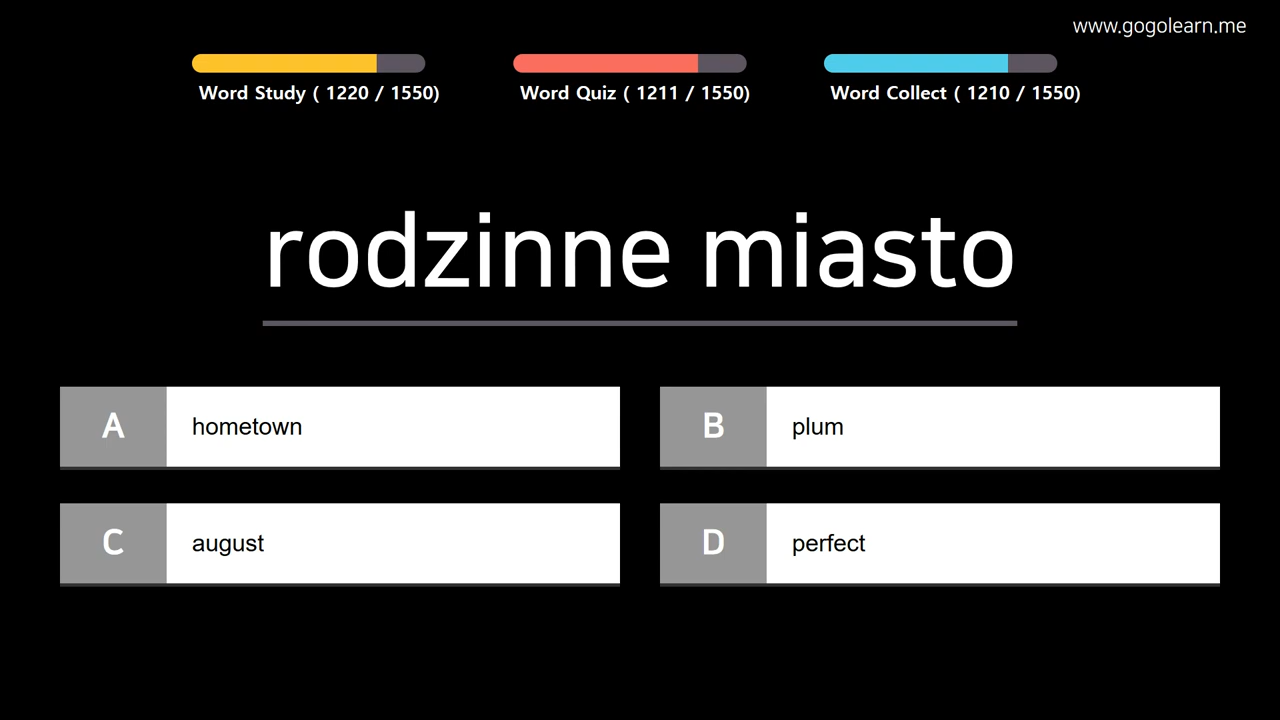 www.gogolearn.me
Word Study ( 1220 / 1550)
Word Quiz ( 1211 / 1550)
Word Collect ( 1210 / 1550)
rodzinne miasto
A hometown
B plum
C august
D perfect